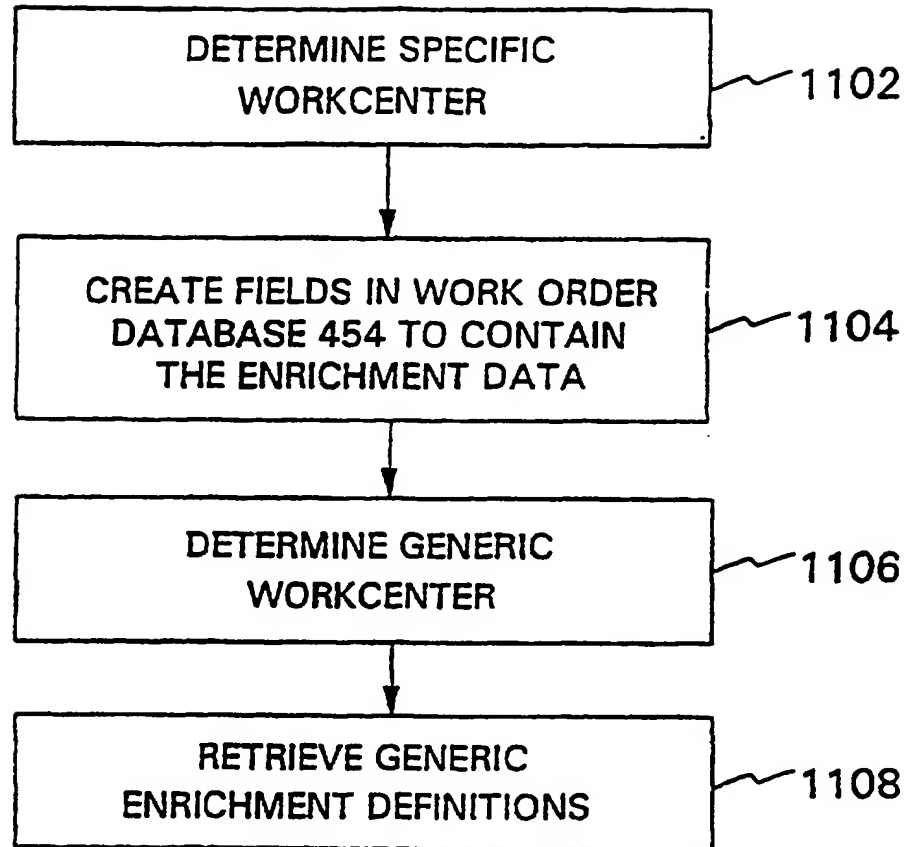 DETERMINE SPECIFIC
WORKCENTER
1102
CREATE FIELDS IN WORK ORDER
DATABASE 454 TO CONTAIN
THE ENRICHMENT DATA
1104
DETERMINE GENERIC
WORKCENTER
1106
RETRIEVE GENERIC
ENRICHMENT DEFINITIONS
1108